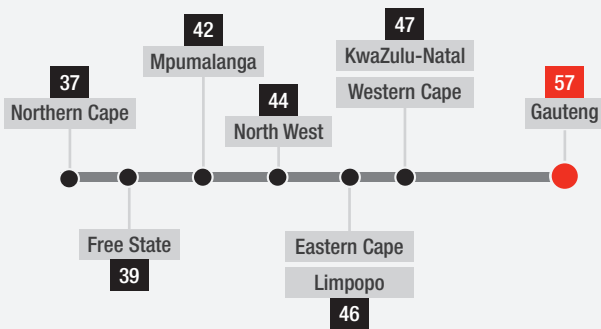 37
Northern Cape
42
Mpumalanga
44
North West
47
KwaZulu-Natal
Western Cape
57
Gauteng
Free State
39
Eastern Cape
Limpopo
46